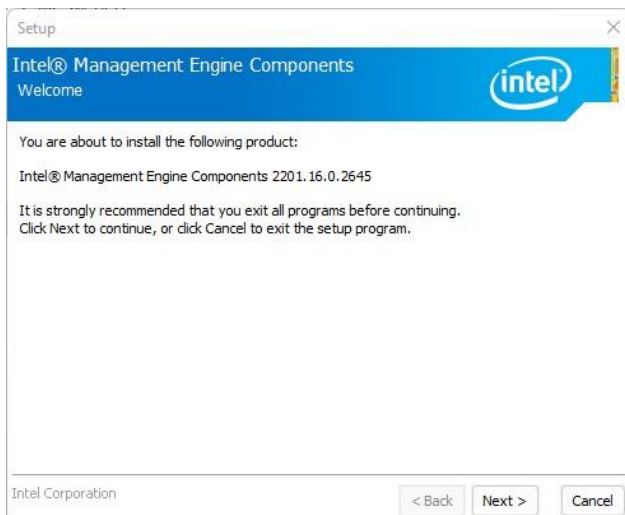 Setup
Intel® Management Engine Components
Welcome
intel
You are about to install the following product:
Intel® Management Engine Components 2201.16.0.2645
It is strongly recommended that you exit all programs before continuing.
Click Next to continue, or click Cancel to exit the setup program.
Intel Corporation
< Back Next > Cancel